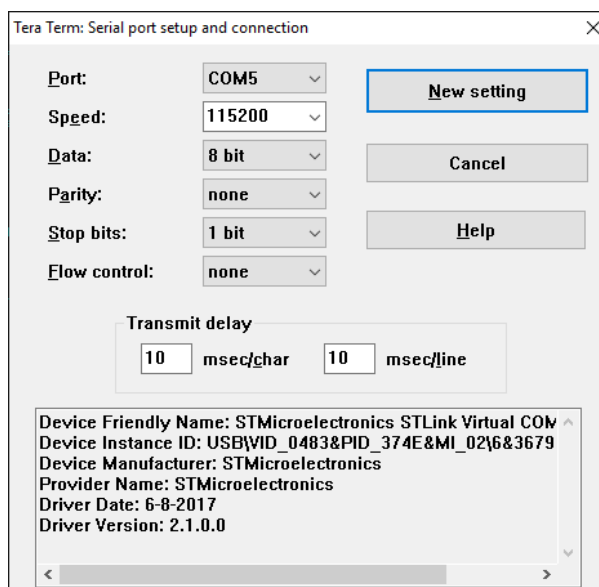 Tera Term: Serial port setup and connection
Port: COM5
New setting
Speed: 115200
Data: 8 bit
Cancel
Parity: none
Stop bits: 1 bit
Help
Flow control: none
Transmit delay
10 msec/char 10 msec/line
Device Friendly Name: STMicroelectronics STLink Virtual COM
Device Instance ID: USB\VID_0483&PID_374E&MI_02\6&3679
Device Manufacturer: STMicroelectronics
Provider Name: STMicroelectronics
Driver Date: 6-8-2017
Driver Version: 2.1.0.0